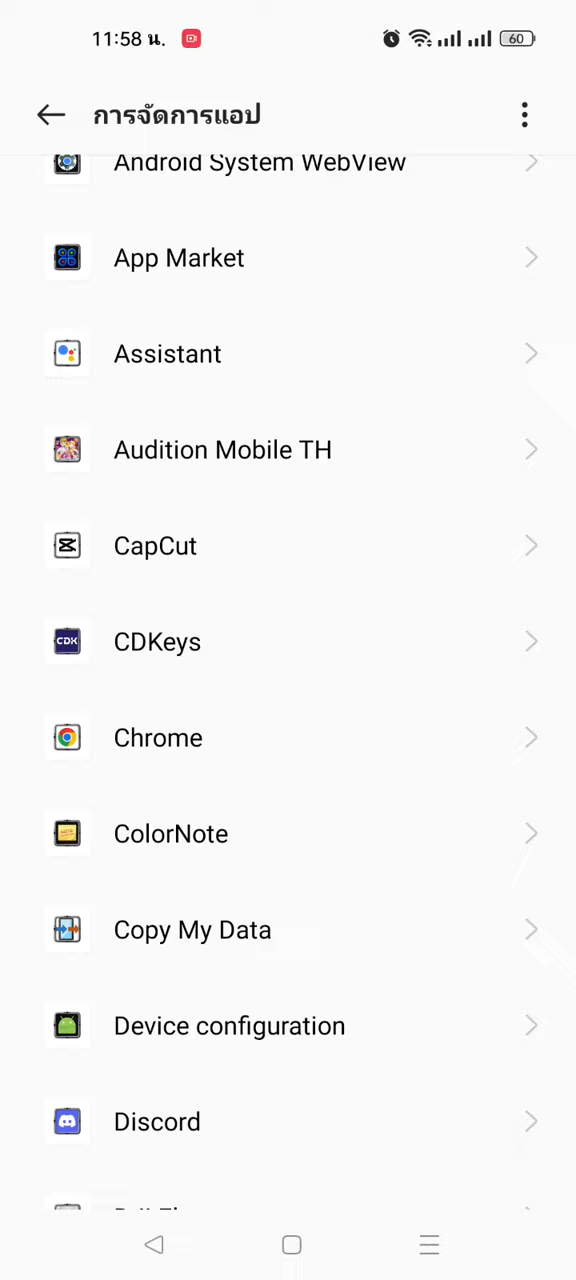 11:58 น.
60
การจัดการแอป
Android System WebView
App Market
Assistant
Audition Mobile TH
CapCut
CDK
CDKeys
Chrome
ColorNote
Copy My Data
Device configuration
Discord